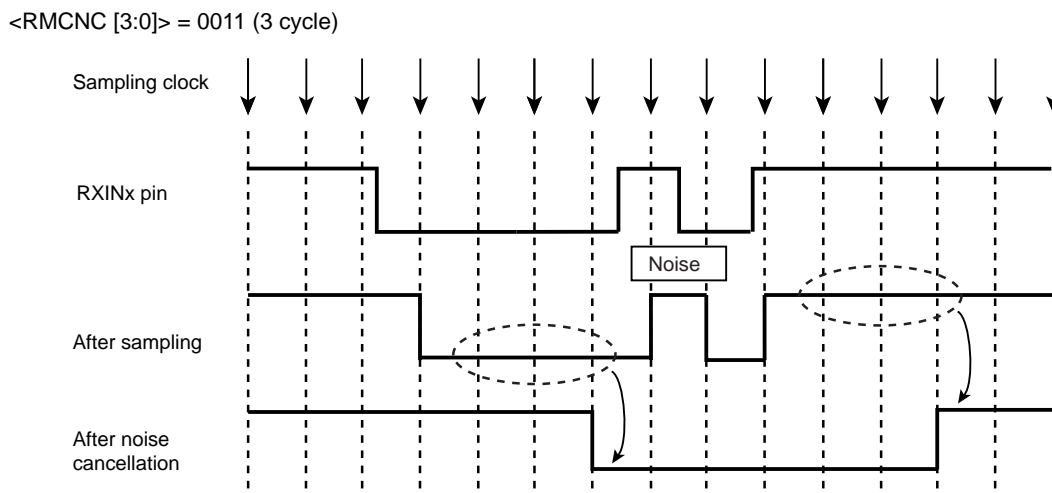 <RMCNC [3:0]> = 0011 (3 cycle)
Sampling clock
RXINx pin
Noise
After sampling
After noise
cancellation